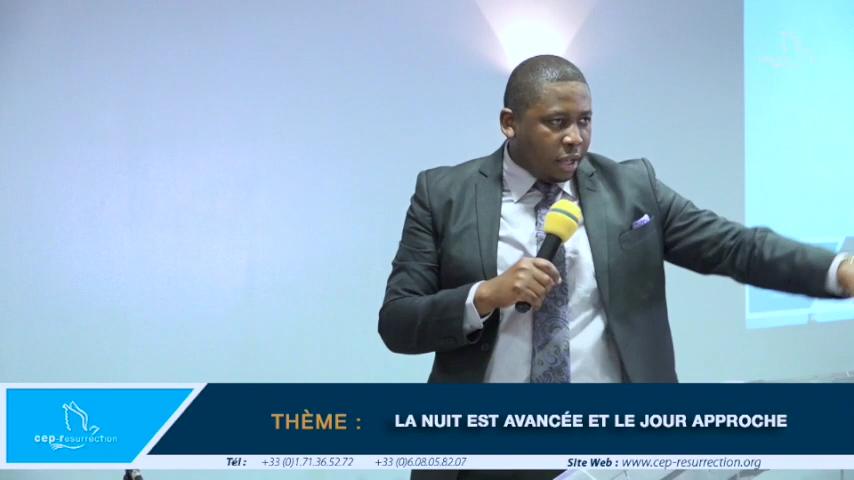 THÈME : LA NUIT EST AVANCÉE ET LE JOUR APPROCHE
cep-resurrection
Tél : +33 (0)1.71.36.52.72 +33 (0)6.08.05.82.07 Site Web : www.cep-resurrection.org